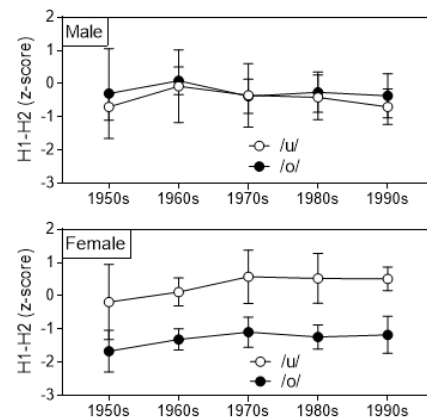 Male
H1-H2 (z-score)
2
1
0
-1
-2
-3
/u/
/o/
1950s 1960s 1970s 1980s 1990s
Female
H1-H2 (z-score)
2
1
0
-1
-2
-3
/u/
/o/
1950s 1960s 1970s 1980s 1990s